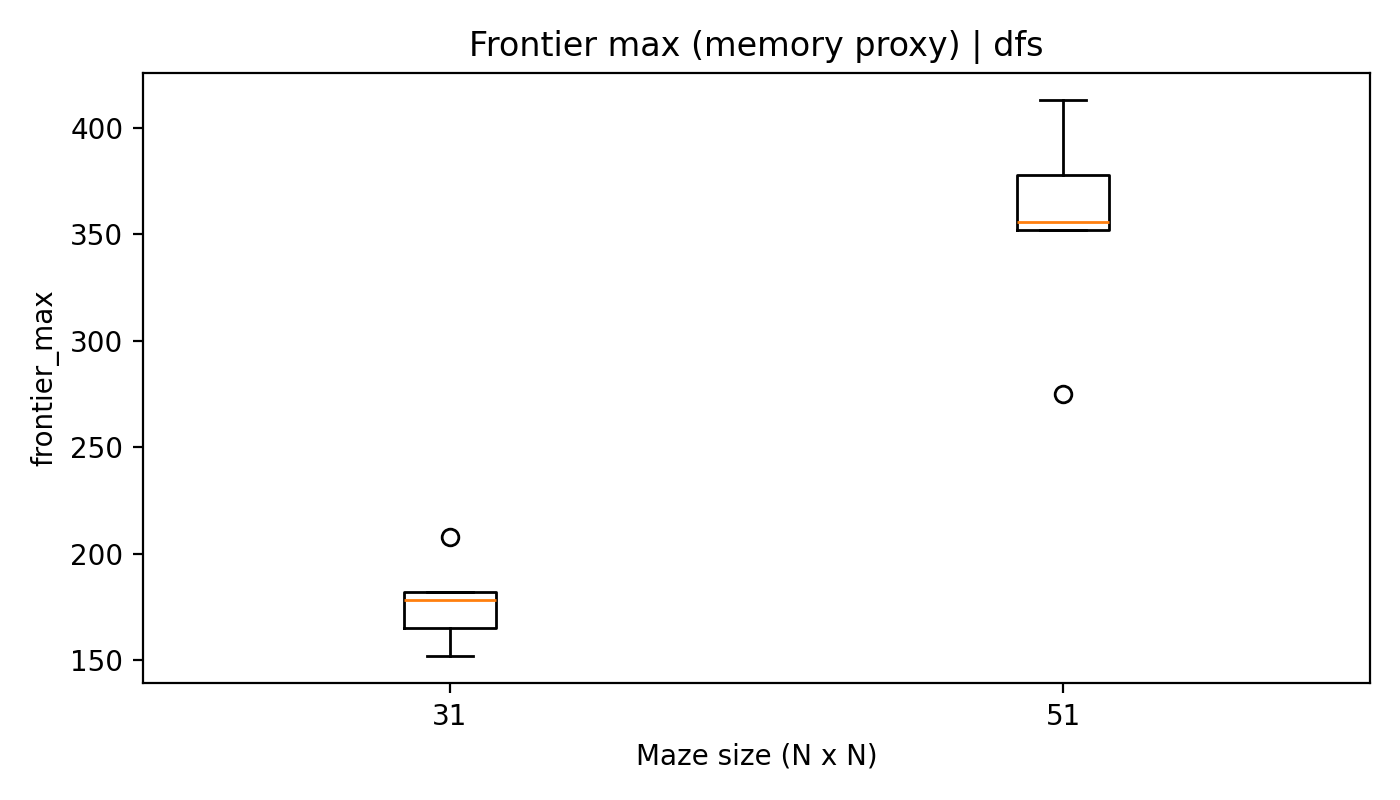 Frontier max (memory proxy) | dfs
frontier_max
400
350
300
250
200
150
31
51
Maze size (N x N)